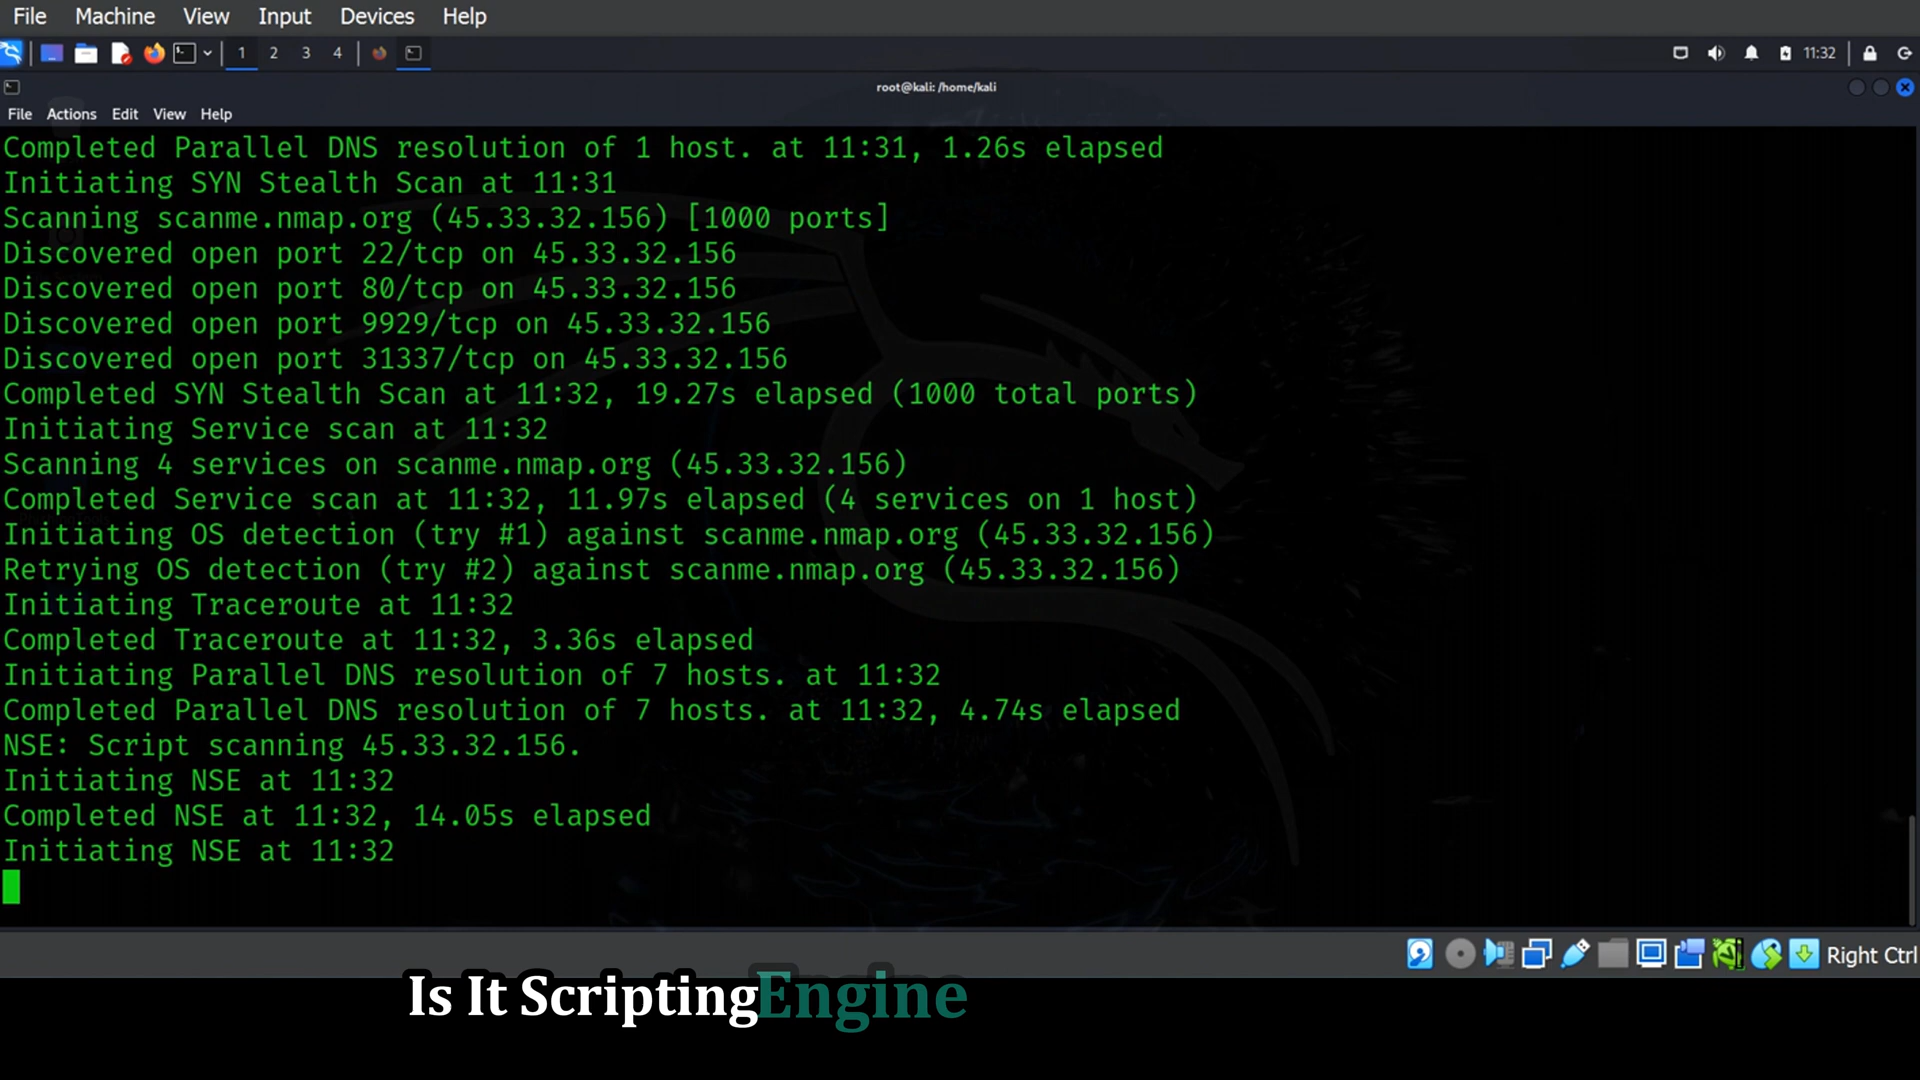 File Machine View Input Devices Help
1 2 3 4 11:32
root@kali: /home/kali
File Actions Edit View Help
Completed Parallel DNS resolution of 1 host. at 11:31, 1.26s elapsed
Initiating SYN Stealth Scan at 11:31
Scanning scanme.nmap.org (45.33.32.156) [1000 ports]
Discovered open port 22/tcp on 45.33.32.156
Discovered open port 80/tcp on 45.33.32.156
Discovered open port 9929/tcp on 45.33.32.156
Discovered open port 31337/tcp on 45.33.32.156
Completed SYN Stealth Scan at 11:32, 19.27s elapsed (1000 total ports)
Initiating Service scan at 11:32
Scanning 4 services on scanme.nmap.org (45.33.32.156)
Completed Service scan at 11:32, 11.97s elapsed (4 services on 1 host)
Initiating OS detection (try #1) against scanme.nmap.org (45.33.32.156)
Retrying OS detection (try #2) against scanme.nmap.org (45.33.32.156)
Initiating Traceroute at 11:32
Completed Traceroute at 11:32, 3.36s elapsed
Initiating Parallel DNS resolution of 7 hosts. at 11:32
Completed Parallel DNS resolution of 7 hosts. at 11:32, 4.74s elapsed
NSE: Script scanning 45.33.32.156.
Initiating NSE at 11:32
Completed NSE at 11:32, 14.05s elapsed
Initiating NSE at 11:32
Right Ctrl
Is It Scripting Engine